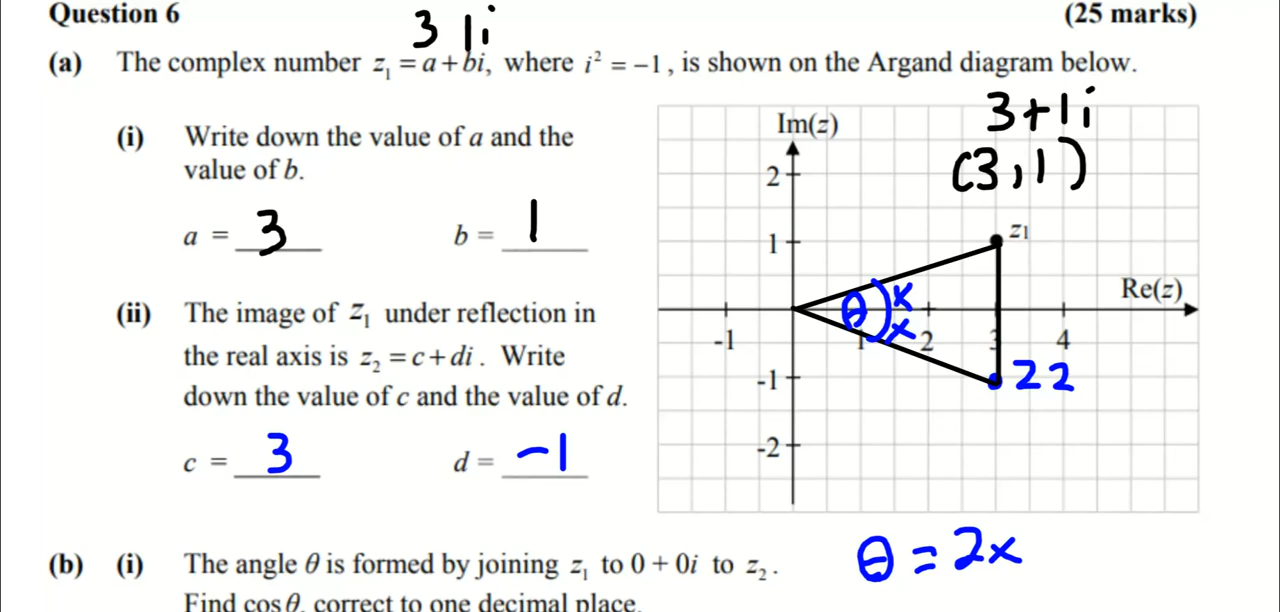 Question 6 (25 marks)
3 1i
(a) The complex number z₁ = a + bi, where i² = −1, is shown on the Argand diagram below.
(i) Write down the value of a and the
value of b.
a = 3 b = 1
(ii) The image of z₁ under reflection in
the real axis is z₂ = c + di. Write
down the value of c and the value of d.
c = 3 d = −1
3+1i
(3,1)
Im(z)
2
1 z1
Re(z)
θ x
x
-1 1 2 3 4
-1 z2
-2
θ = 2x
(b) (i) The angle θ is formed by joining z₁ to 0 + 0i to z₂.
Find cos θ, correct to one decimal place.